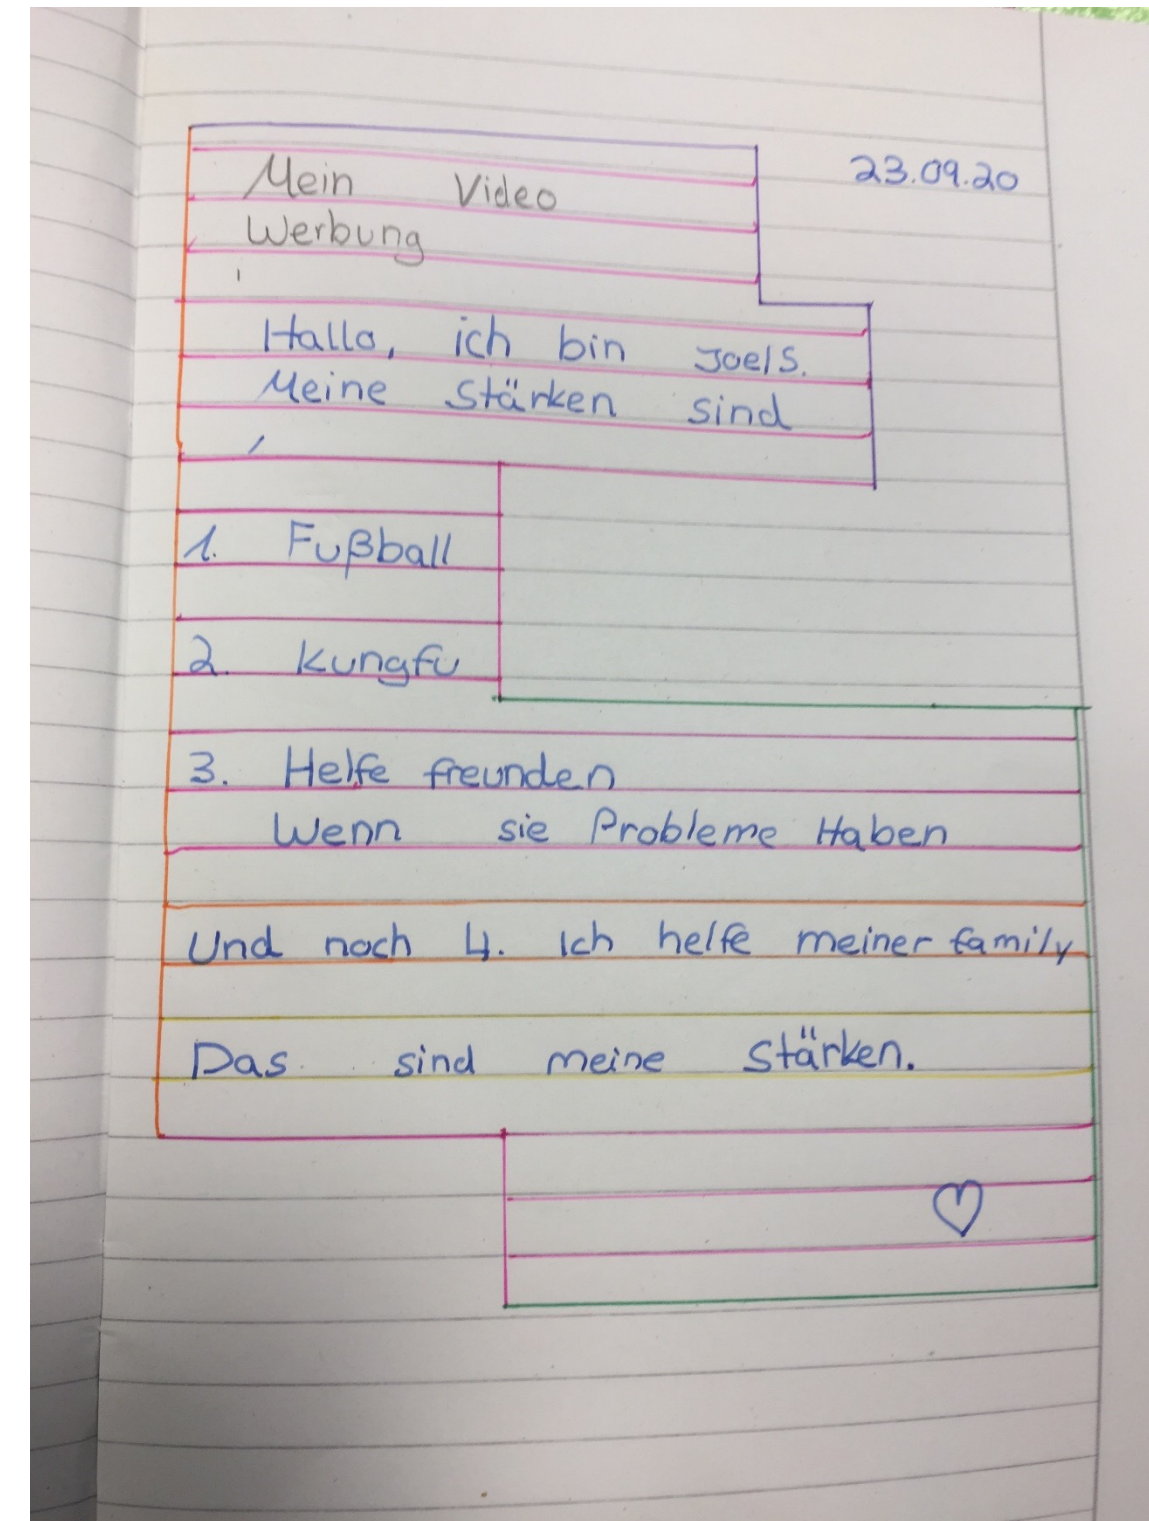 23.09.20
Mein Video
Werbung
Hallo, ich bin Joel S.
Meine Stärken sind
1. Fußball
2. Kungfu
3. Helfe freunden
Wenn sie Probleme Haben
Und noch 4. Ich helfe meiner family
Das sind meine Stärken.